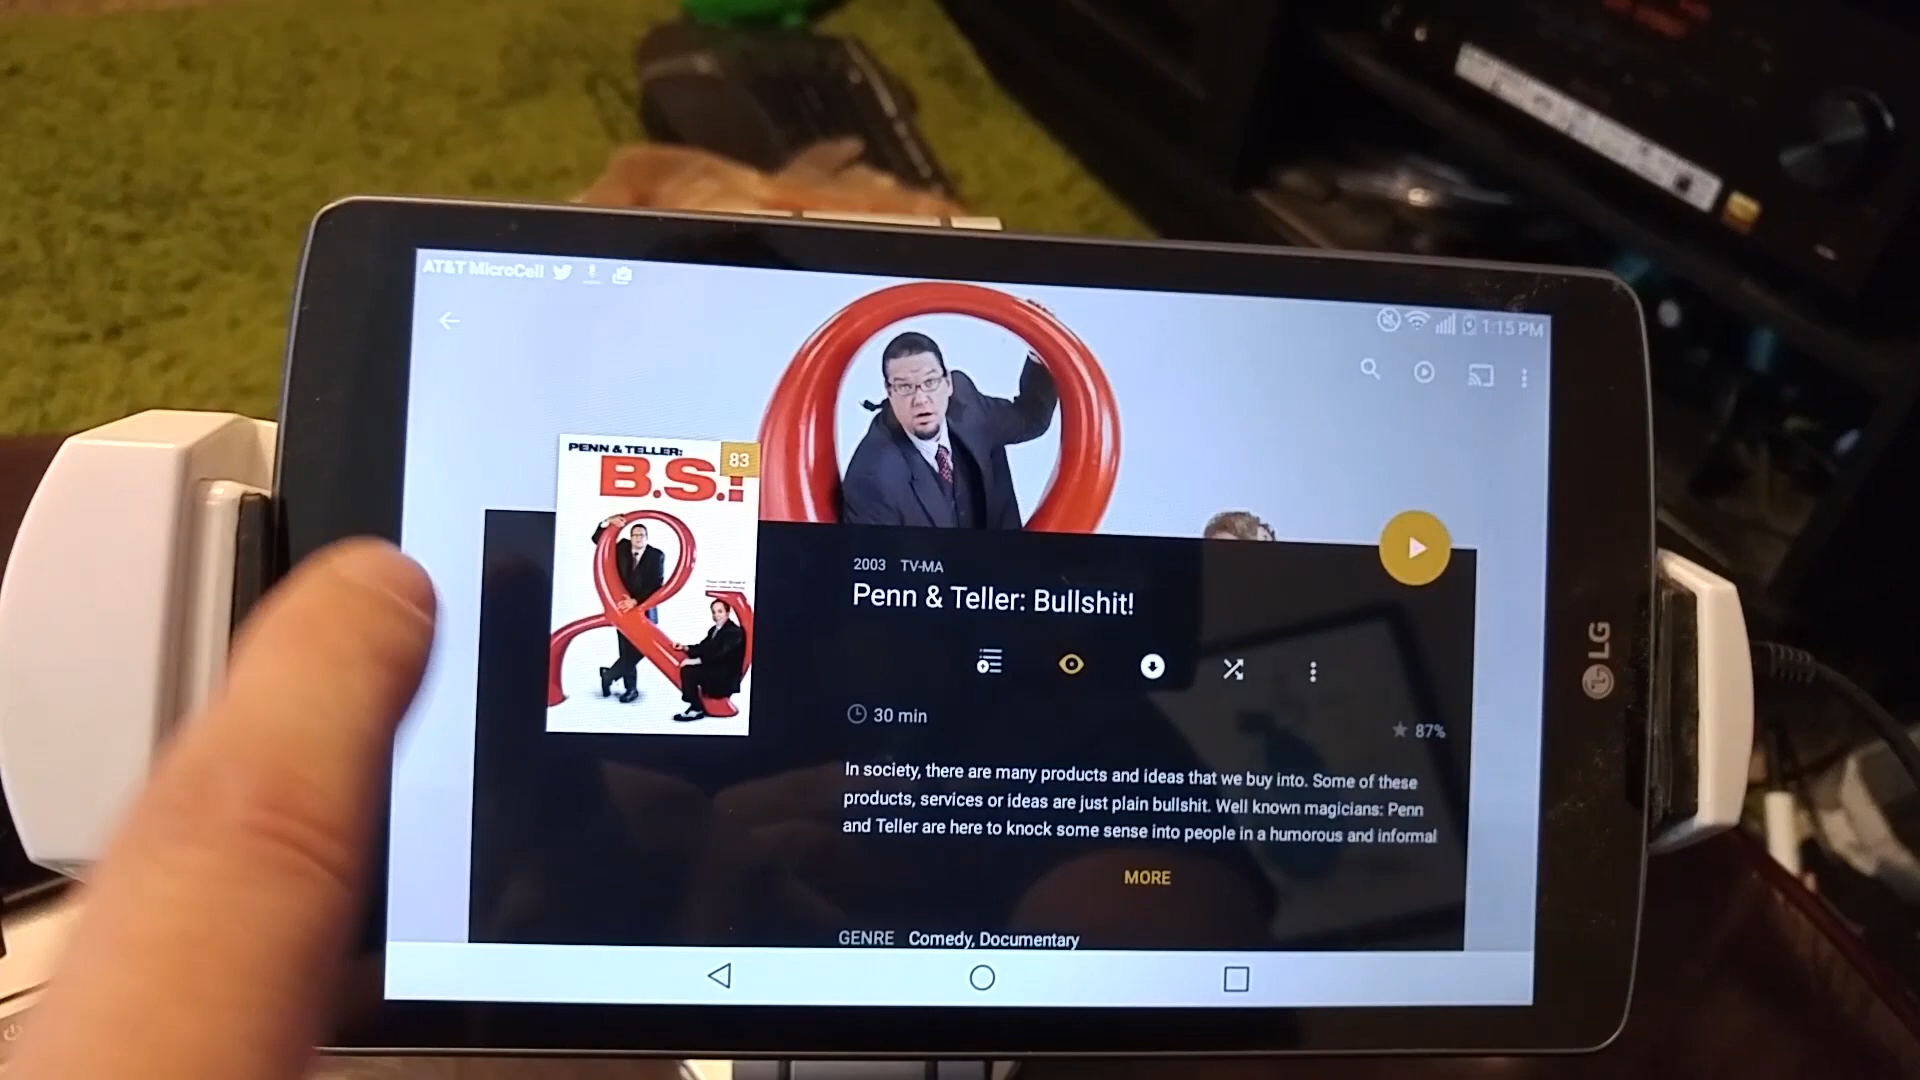 AT&T MicroCell
1:15 PM
PENN & TELLER:
B.S.!
83
2003 TV-MA
Penn & Teller: Bullshit!
30 min
87%
In society, there are many products and ideas that we buy into. Some of these
products, services or ideas are just plain bullshit. Well known magicians: Penn
and Teller are here to knock some sense into people in a humorous and informal
MORE
GENRE Comedy, Documentary
LG